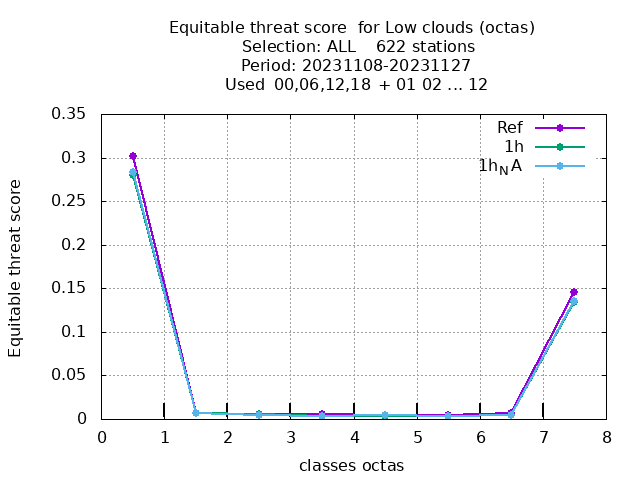 Equitable threat score  for Low clouds (octas)
Selection: ALL    622 stations
Period: 20231108-20231127
Used  00,06,12,18  + 01 02 ... 12
Ref
1h
1h_NA
0.35
0.3
0.25
0.2
0.15
0.1
0.05
0
Equitable threat score
0 1 2 3 4 5 6 7 8
classes octas